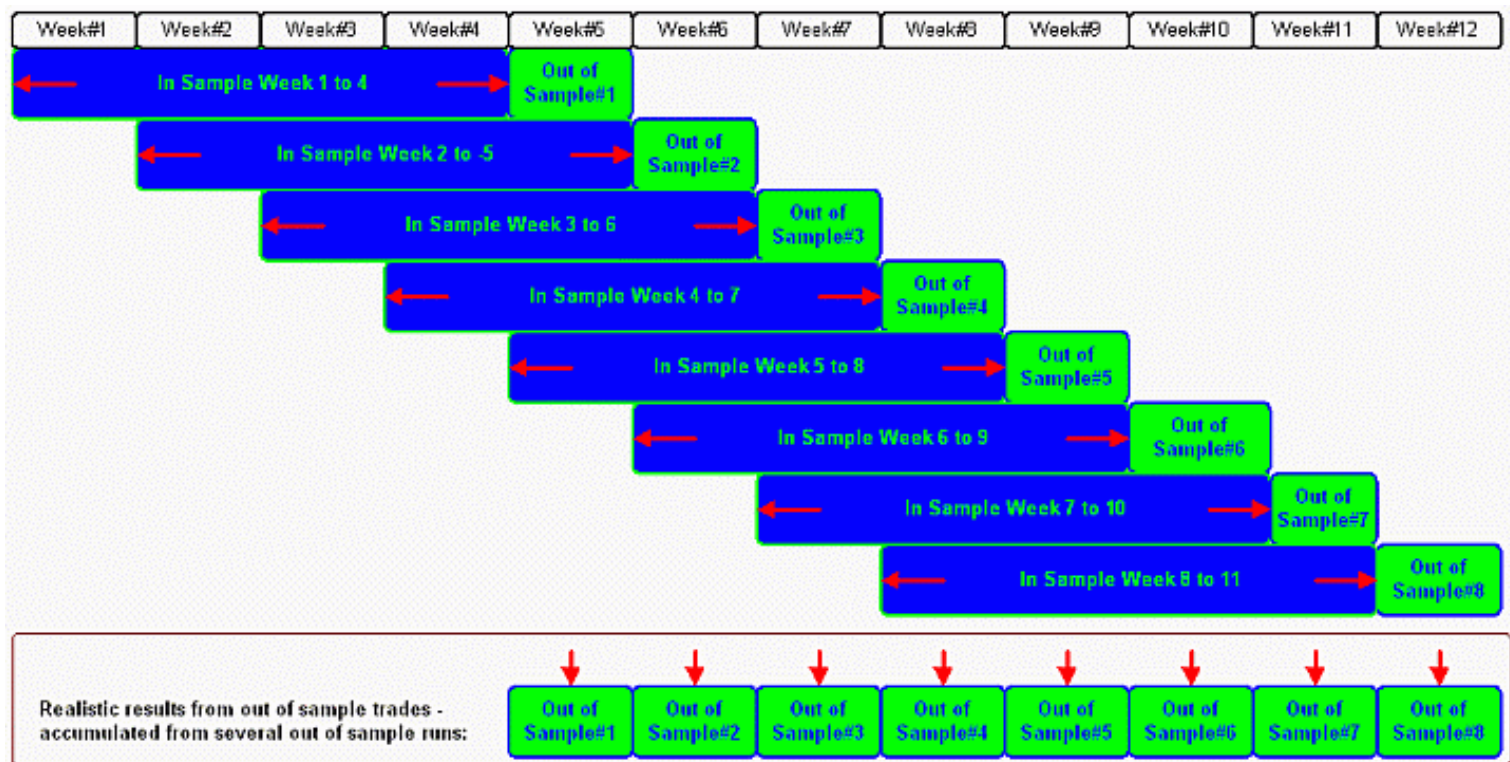 Week#1 Week#2 Week#3 Week#4 Week#5 Week#6 Week#7 Week#8 Week#9 Week#10 Week#11 Week#12
In Sample Week 1 to 4
Out of
Sample#1
In Sample Week 2 to -5
Out of
Sample#2
In Sample Week 3 to 6
Out of
Sample#3
In Sample Week 4 to 7
Out of
Sample#4
In Sample Week 5 to 8
Out of
Sample#5
In Sample Week 6 to 9
Out of
Sample#6
In Sample Week 7 to 10
Out of
Sample#7
In Sample Week 8 to 11
Out of
Sample#8
Realistic results from out of sample trades -
accumulated from several out of sample runs:
Out of
Sample#1
Out of
Sample#2
Out of
Sample#3
Out of
Sample#4
Out of
Sample#5
Out of
Sample#6
Out of
Sample#7
Out of
Sample#8